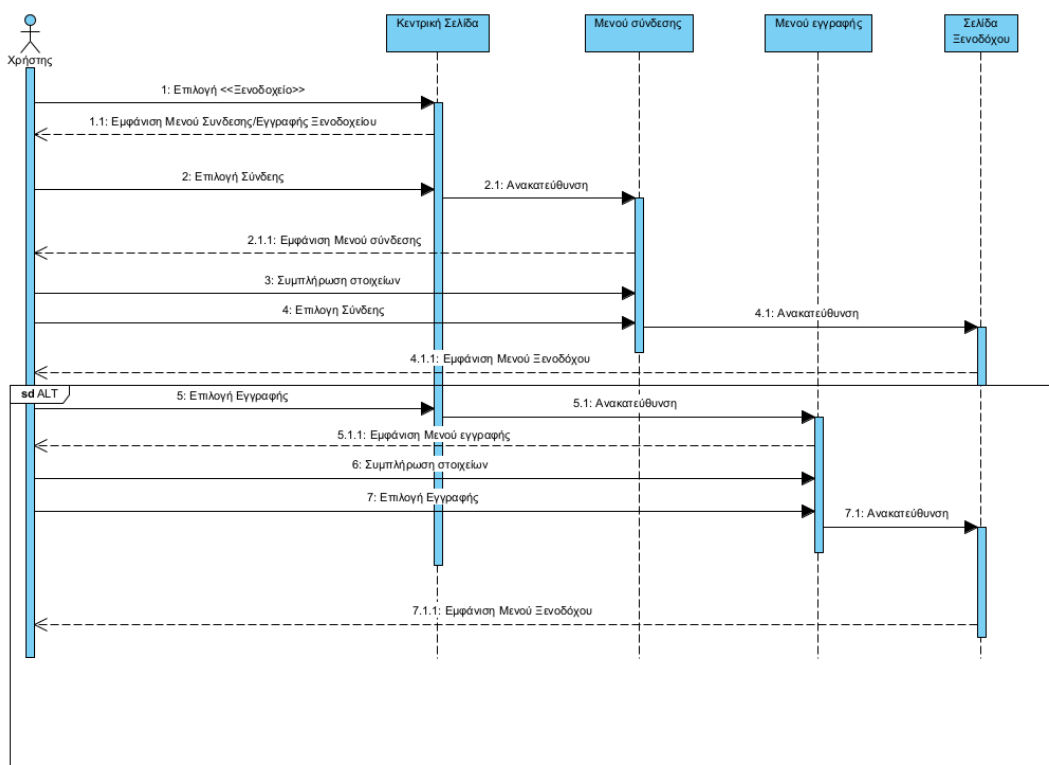 Κεντρική Σελίδα
Μενού σύνδεσης
Μενού εγγραφής
Σελίδα
Ξενοδόχου
Χρήστης
1: Επιλογή <<Ξενοδοχείο>>
1.1: Εμφάνιση Μενού Συνδεσης/Εγγραφής Ξενοδοχείου
2: Επιλογή Σύνδεης
2.1: Ανακατεύθυνση
2.1.1: Εμφάνιση Μενού σύνδεσης
3: Συμπλήρωση στοιχείων
4: Επιλογη Σύνδεης
4.1: Ανακατεύθυνση
4.1.1: Εμφάνιση Μενού Ξενοδόχου
sd ALT
5: Επιλογή Εγγραφής
5.1: Ανακατεύθυνση
5.1.1: Εμφάνιση Μενού εγγραφής
6: Συμπλήρωση στοιχείων
7: Επιλογή Εγγραφής
7.1: Ανακατεύθυνση
7.1.1: Εμφάνιση Μενού Ξενοδόχου